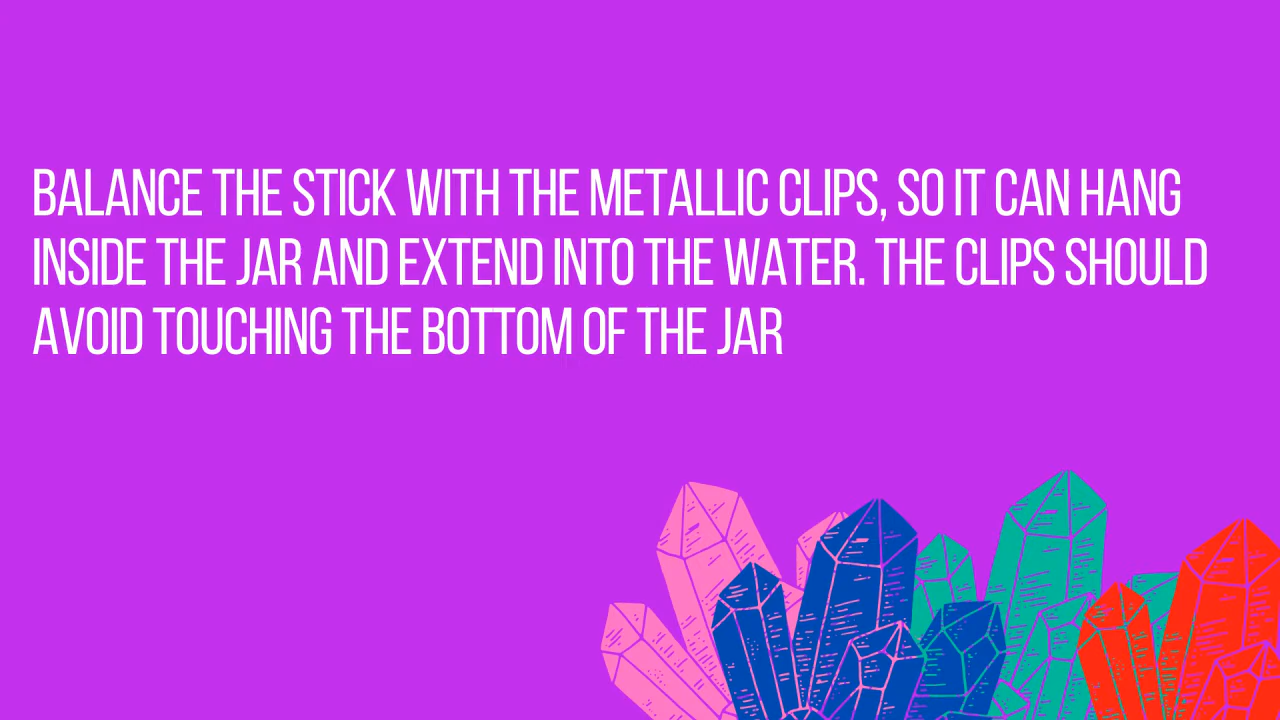 BALANCE THE STICK WITH THE METALLIC CLIPS, SO IT CAN HANG
INSIDE THE JAR AND EXTEND INTO THE WATER. THE CLIPS SHOULD
AVOID TOUCHING THE BOTTOM OF THE JAR